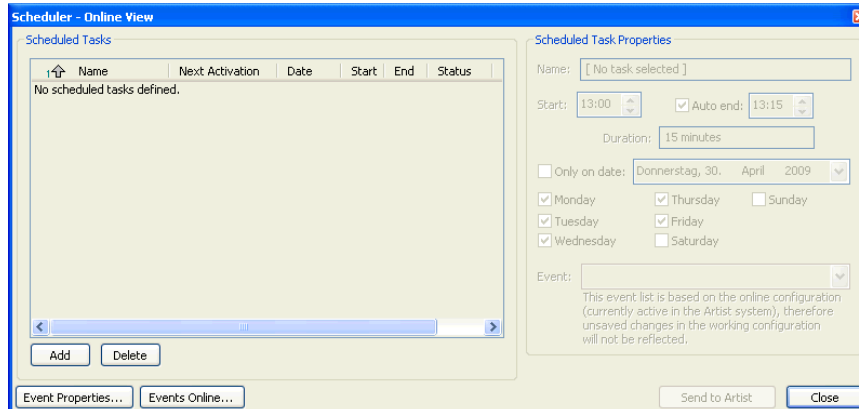 Scheduler - Online View
Scheduled Tasks
1 Name Next Activation Date Start End Status
No scheduled tasks defined.
Add Delete
Event Properties... Events Online...
Scheduled Task Properties
Name: [ No task selected ]
Start: 13:00 Auto end: 13:15
Duration: 15 minutes
Only on date: Donnerstag, 30. April 2009
Monday Thursday Sunday
Tuesday Friday
Wednesday Saturday
Event:
This event list is based on the online configuration
(currently active in the Artist system), therefore
unsaved changes in the working configuration
will not be reflected.
Send to Artist Close